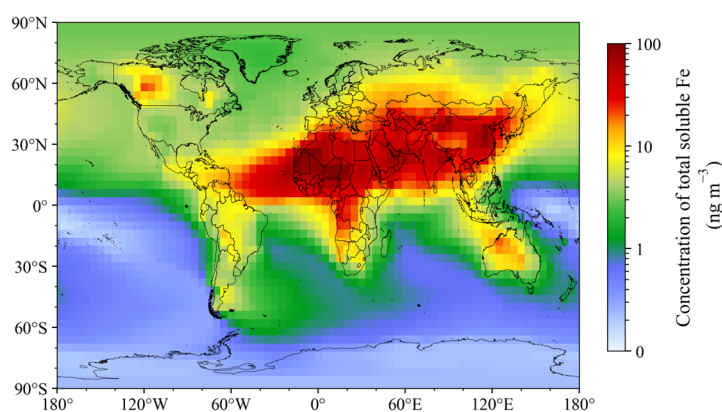 90°N
60°N
30°N
0°
30°S
60°S
90°S
180° 120°W 60°W 0° 60°E 120°E 180°
100
10
1
0
Concentration of total soluble Fe
(ng m⁻³)